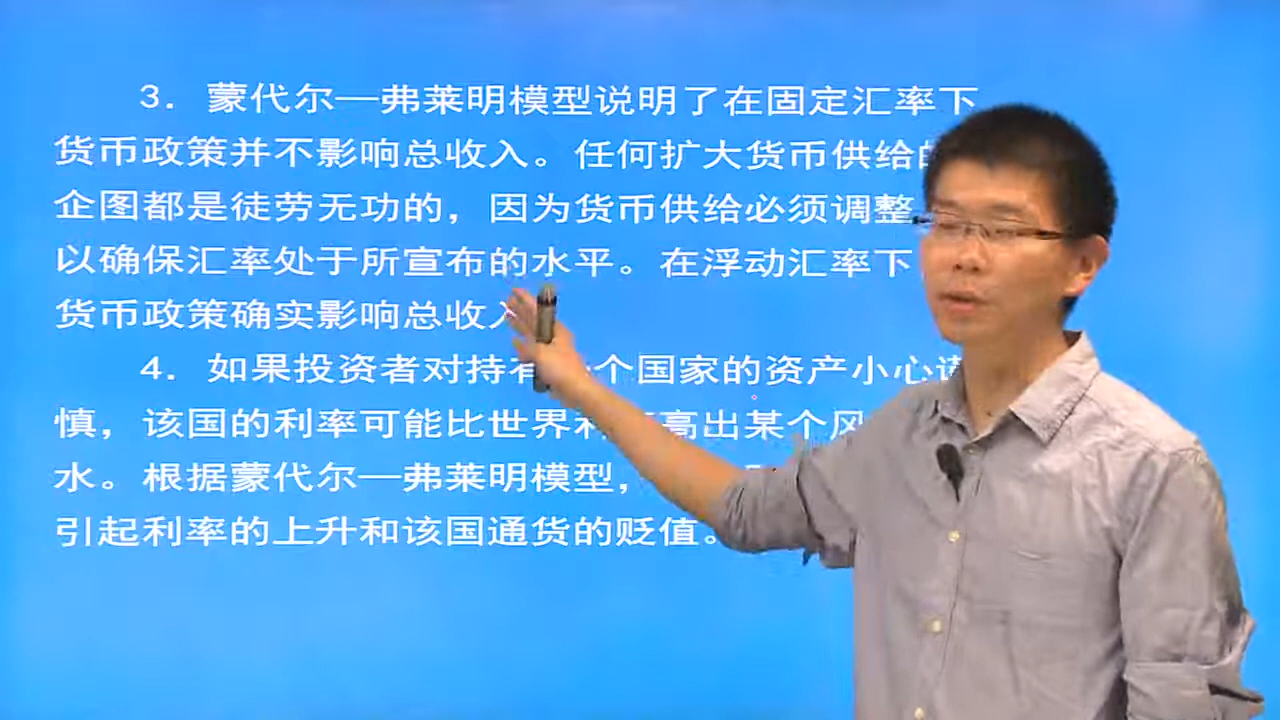 3. 蒙代尔—弗莱明模型说明了在固定汇率下
货币政策并不影响总收入。任何扩大货币供给的
企图都是徒劳无功的，因为货币供给必须调整
以确保汇率处于所宣布的水平。在浮动汇率下
货币政策确实影响总收入
4. 如果投资者对持有 个国家的资产小心谨
慎，该国的利率可能比世界利 高出某个风
水。根据蒙代尔—弗莱明模型，
引起利率的上升和该国通货的贬值。